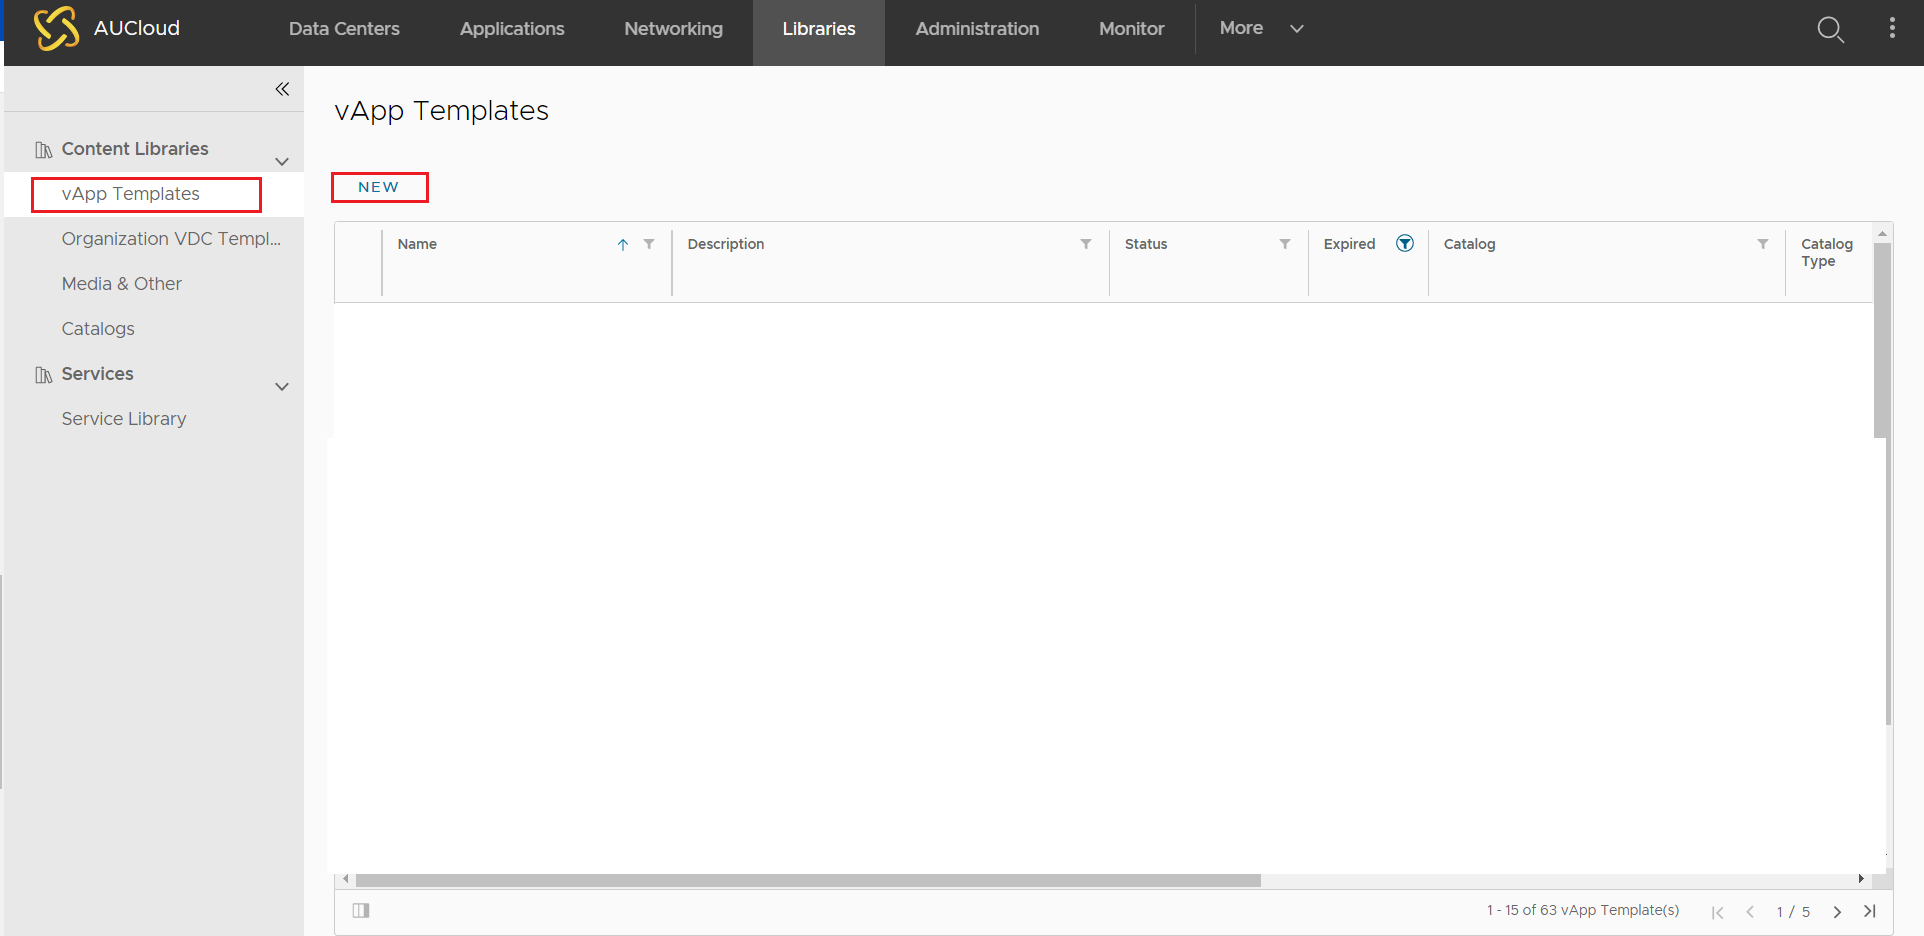 AUCloud
Data Centers
Applications
Networking
Libraries
Administration
Monitor
More
Content Libraries
vApp Templates
Organization VDC Templ...
Media & Other
Catalogs
Services
Service Library
vApp Templates
NEW
Name
Description
Status
Expired
Catalog
Catalog
Type
1 - 15 of 63 vApp Template(s)
1 / 5